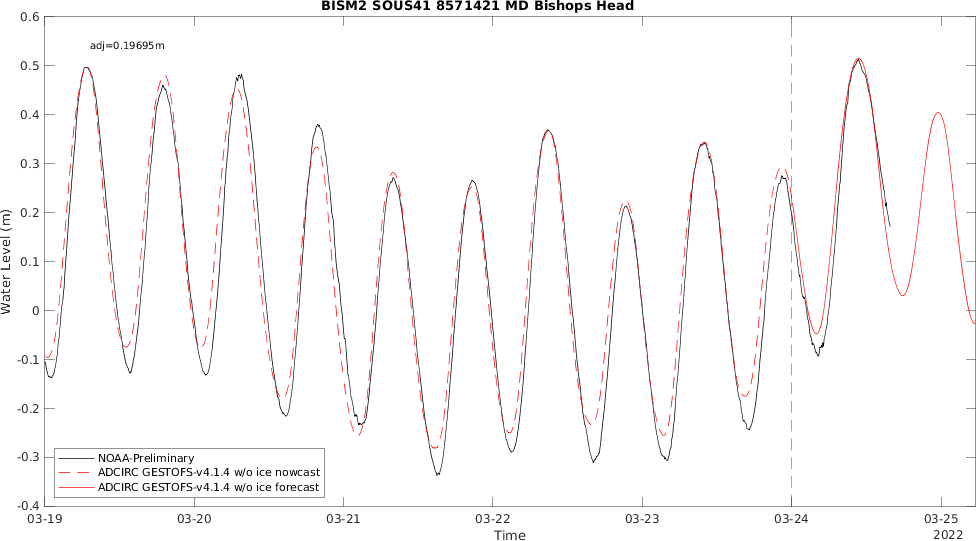 BISM2 SOUS41 8571421 MD Bishops Head
adj=0.19695m
0.6
0.5
0.4
0.3
0.2
0.1
0
-0.1
-0.2
-0.3
-0.4
Water Level (m)
NOAA-Preliminary
ADCIRC GESTOFS-v4.1.4 w/o ice nowcast
ADCIRC GESTOFS-v4.1.4 w/o ice forecast
03-19 03-20 03-21 03-22 03-23 03-24 03-25
Time
2022